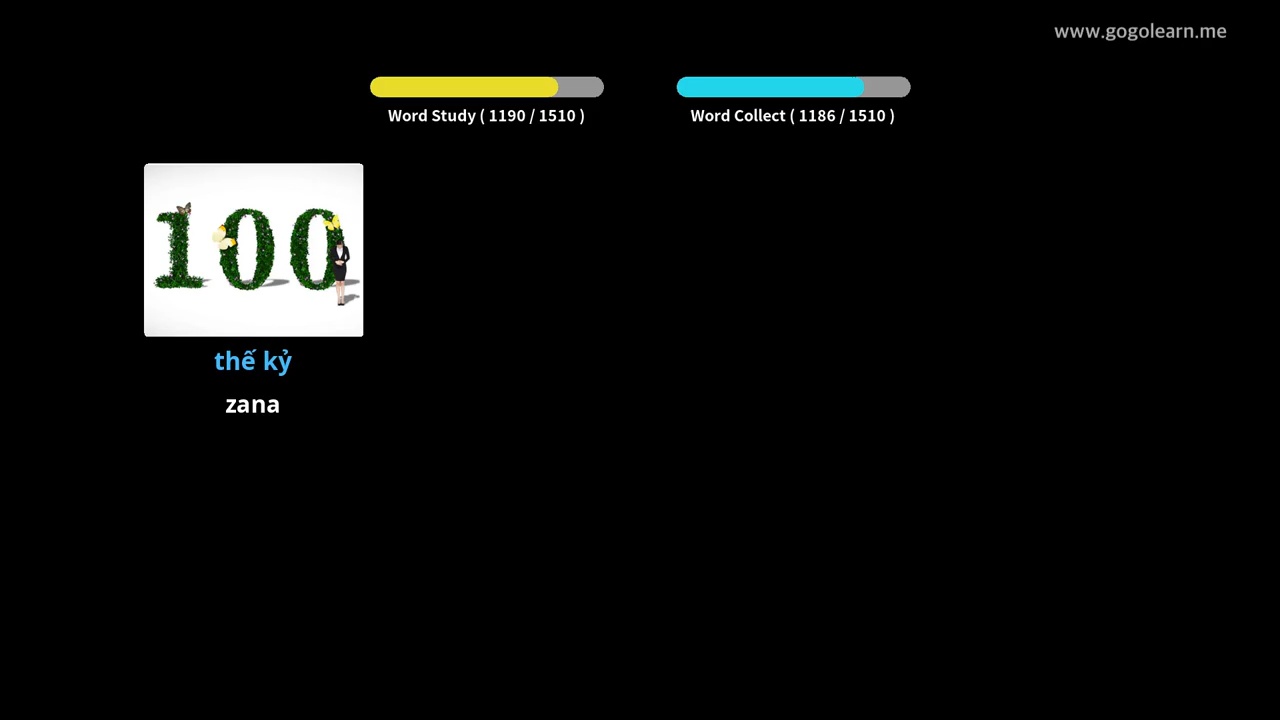 www.gogolearn.me
Word Study ( 1190 / 1510 )
Word Collect ( 1186 / 1510 )
100
thế kỷ
zana